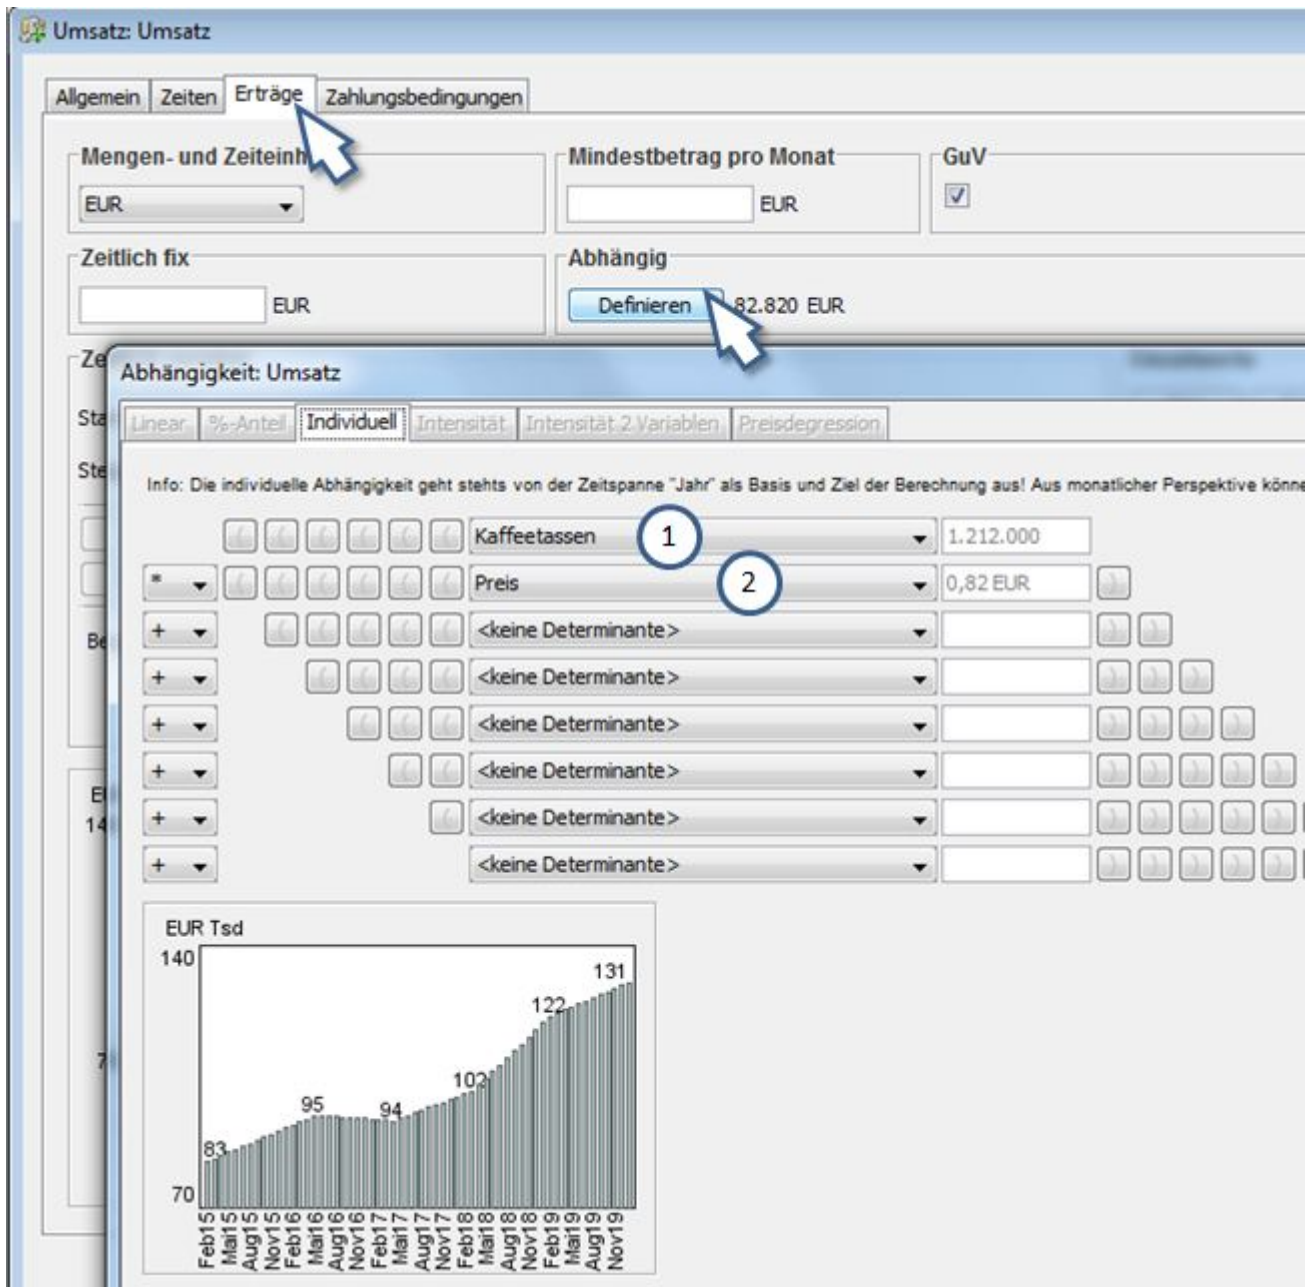 Umsatz: Umsatz
Allgemein Zeiten Erträge Zahlungsbedingungen
Mengen- und Zeiteinh Mindestbetrag pro Monat GuV
EUR EUR
Zeitlich fix Abhängig
EUR Definieren 82.820 EUR
Ze Abhängigkeit: Umsatz
Sta Linear %-Anteil Individuell Intensität Intensität 2 Variablen Preisdegression
Ste Info: Die individuelle Abhängigkeit geht stehts von der Zeitspanne "Jahr" als Basis und Ziel der Berechnung aus! Aus monatlicher Perspektive könne
( ( ( ( ( ( Kaffeetassen 1 1.212.000
* ( ( ( ( ( ( Preis 2 0,82 EUR )
Be + ( ( ( ( ( <keine Determinante> ) )
+ ( ( ( ( <keine Determinante> ) ) )
+ ( ( ( <keine Determinante> ) ) ) )
+ ( ( <keine Determinante> ) ) ) ) )
+ ( <keine Determinante> ) ) ) ) )
+ <keine Determinante> ) ) ) ) )
EUR Tsd
140
131
122
102
95
94
83
70
Feb15 Mai15 Aug15 Nov15 Feb16 Mai16 Aug16 Nov16 Feb17 Mai17 Aug17 Nov17 Feb18 Mai18 Aug18 Nov18 Feb19 Mai19 Aug19 Nov19